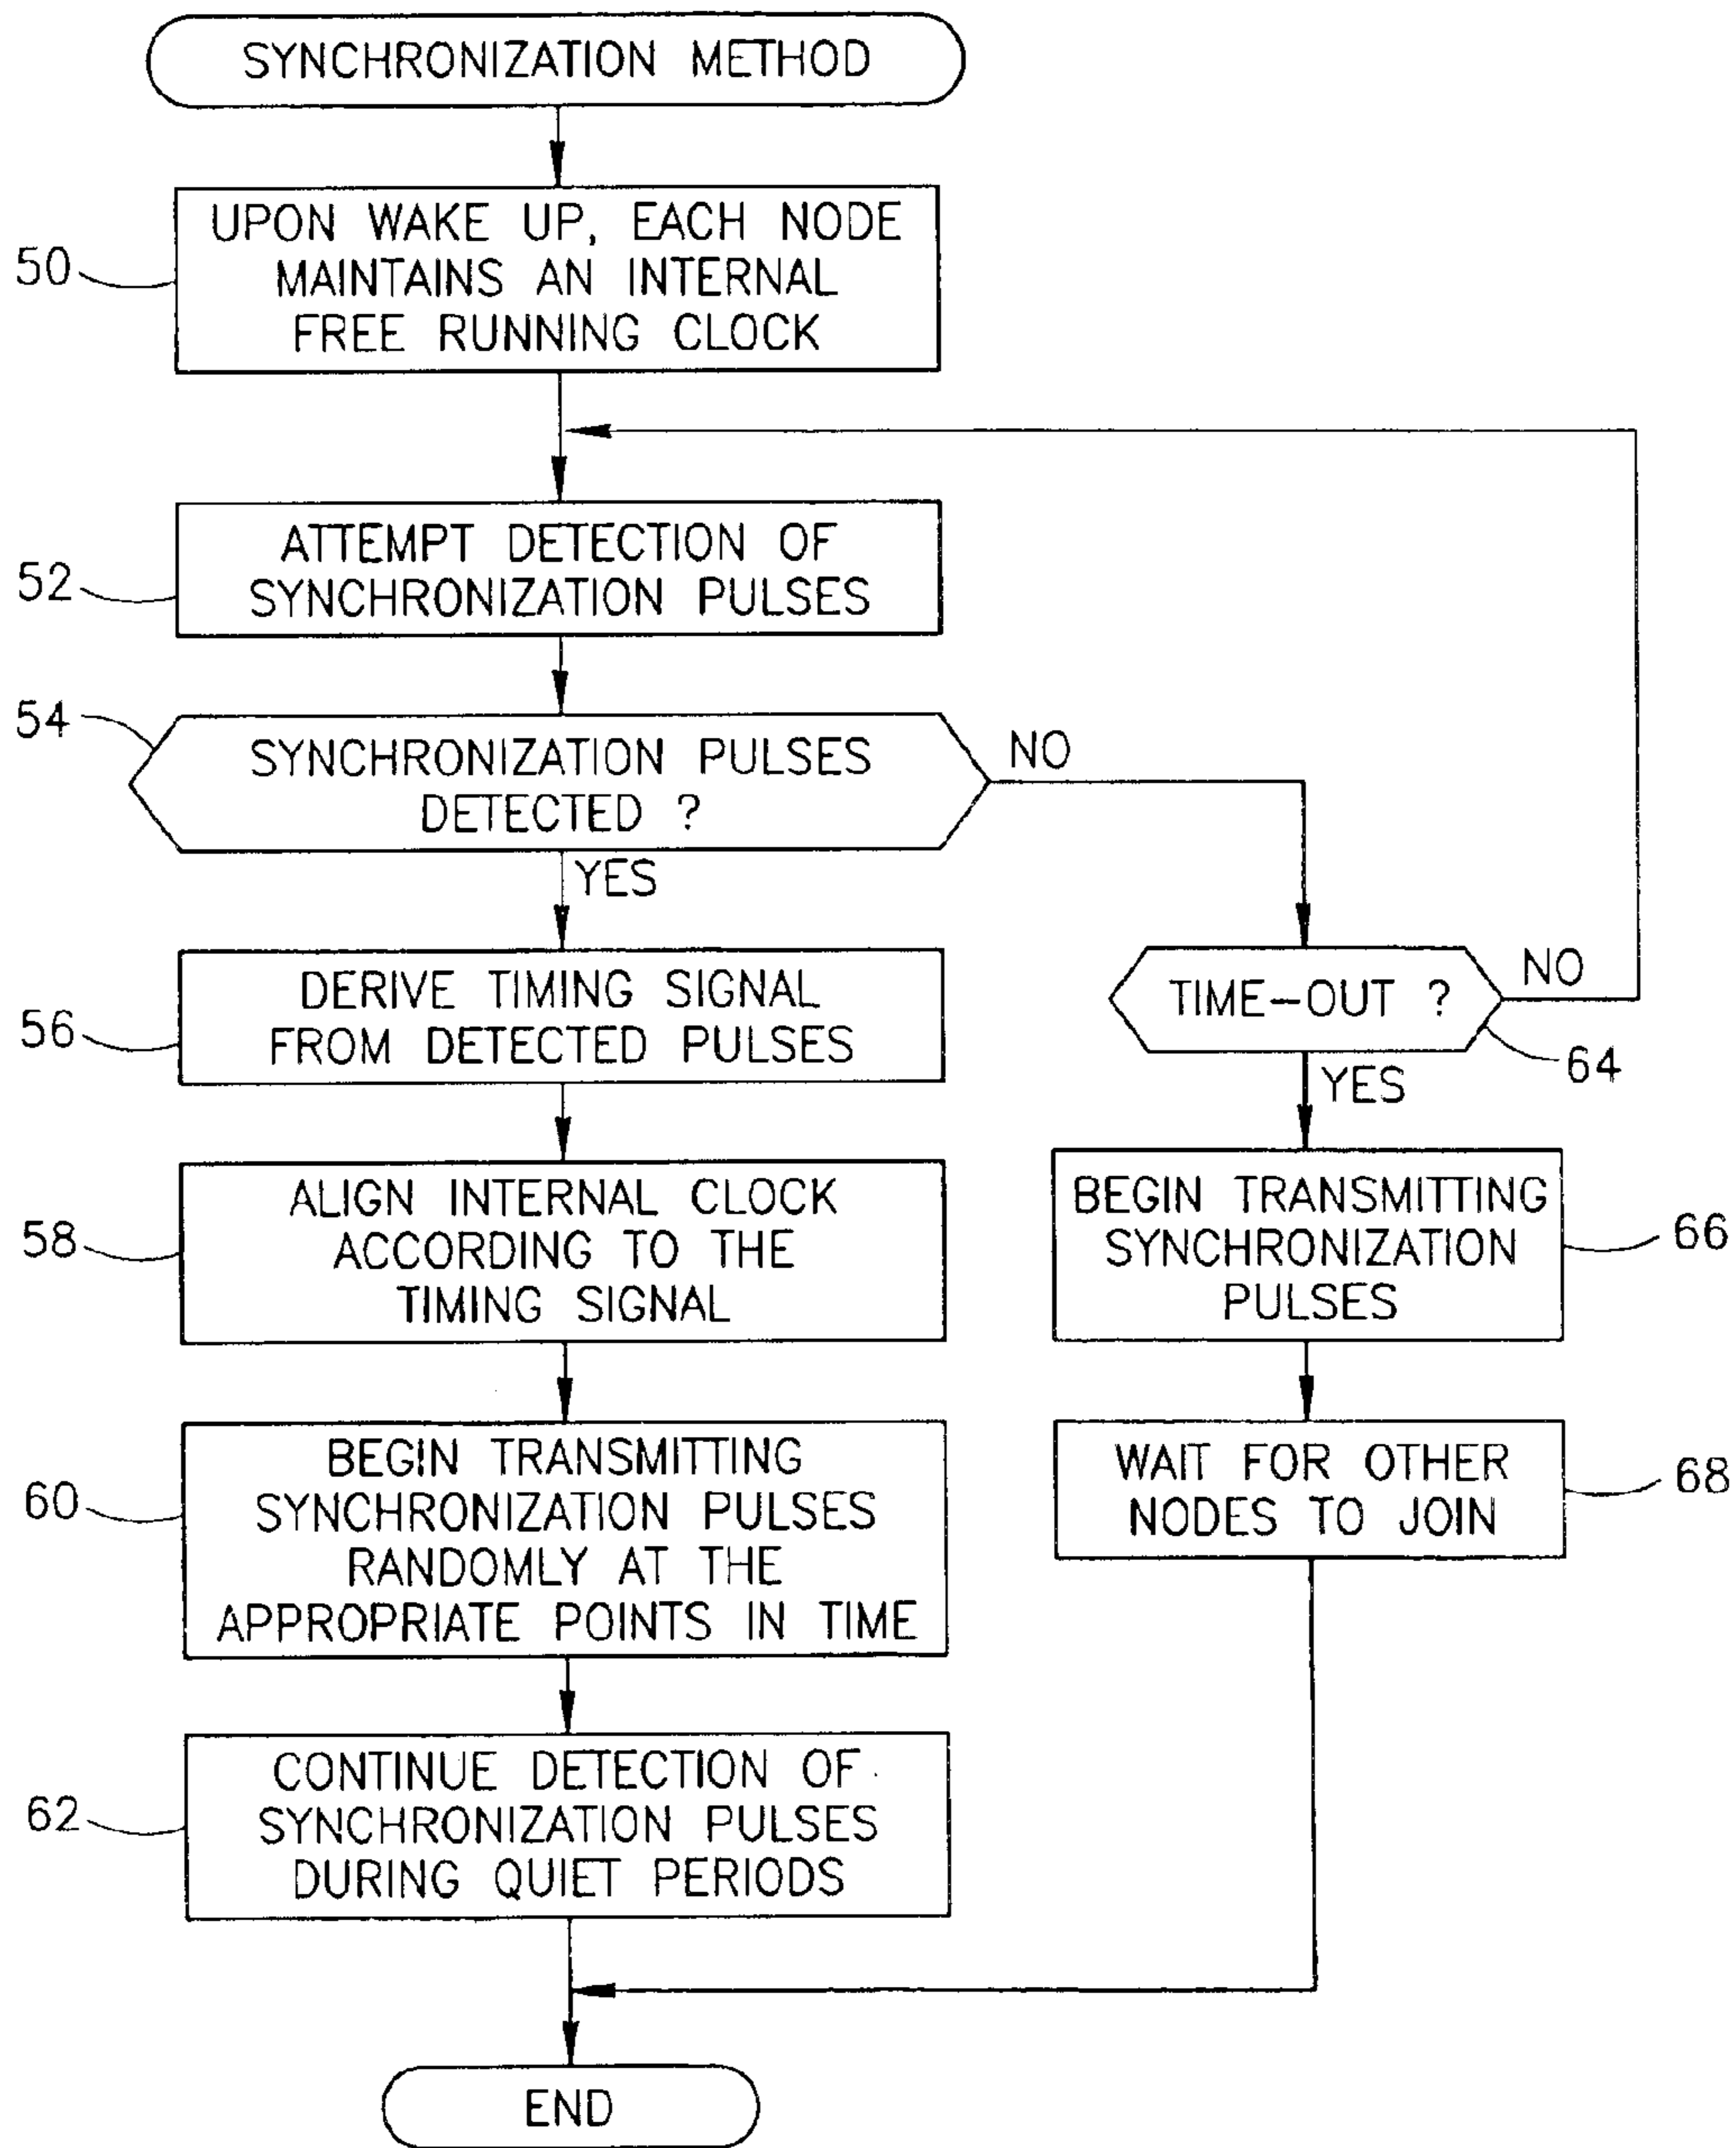 SYNCHRONIZATION METHOD
50
UPON WAKE UP, EACH NODE
MAINTAINS AN INTERNAL
FREE RUNNING CLOCK
52
ATTEMPT DETECTION OF
SYNCHRONIZATION PULSES
54
SYNCHRONIZATION PULSES
DETECTED ?
NO
YES
56
DERIVE TIMING SIGNAL
FROM DETECTED PULSES
TIME-OUT ?
NO
64
YES
58
ALIGN INTERNAL CLOCK
ACCORDING TO THE
TIMING SIGNAL
BEGIN TRANSMITTING
SYNCHRONIZATION
PULSES
66
60
BEGIN TRANSMITTING
SYNCHRONIZATION PULSES
RANDOMLY AT THE
APPROPRIATE POINTS IN TIME
WAIT FOR OTHER
NODES TO JOIN
68
62
CONTINUE DETECTION OF
SYNCHRONIZATION PULSES
DURING QUIET PERIODS
END